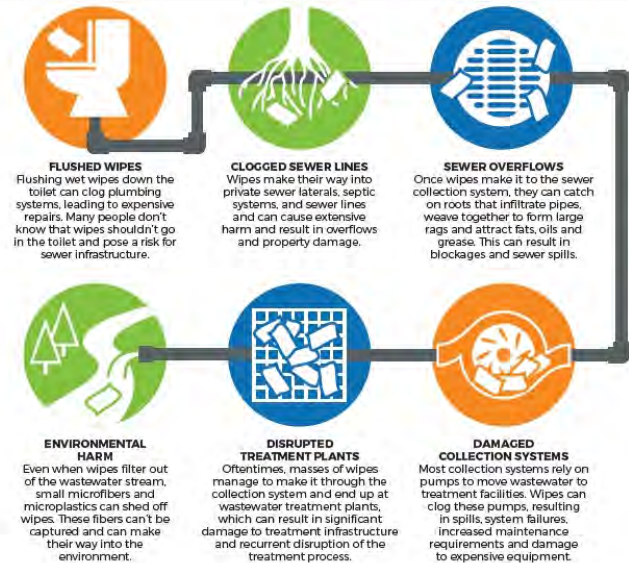 FLUSHED WIPES
Flushing wet wipes down the
toilet can clog plumbing
systems, leading to expensive
repairs. Many people don't
know that wipes shouldn't go
in the toilet and pose a risk for
sewer infrastructure.
CLOGGED SEWER LINES
Wipes make their way into
private sewer laterals, septic
systems, and sewer lines
and can cause extensive
harm and result in overflows
and property damage.
SEWER OVERFLOWS
Once wipes make it to the sewer
collection system, they can catch
on roots that infiltrate pipes,
weave together to form large
rags and attract fats, oils and
grease. This can result in
blockages and sewer spills.
ENVIRONMENTAL
HARM
Even when wipes filter out
of the wastewater stream,
small microfibers and
microplastics can shed off
wipes. These fibers can't be
captured and can make
their way into the
environment.
DISRUPTED
TREATMENT PLANTS
Oftentimes, masses of wipes
manage to make it through the
collection system and end up at
wastewater treatment plants,
which can result in significant
damage to treatment infrastructure
and recurrent disruption of the
treatment process.
DAMAGED
COLLECTION SYSTEMS
Most collection systems rely on
pumps to move wastewater to
treatment facilities. Wipes can
clog these pumps, resulting
in spills, system failures,
increased maintenance
requirements and damage
to expensive equipment.